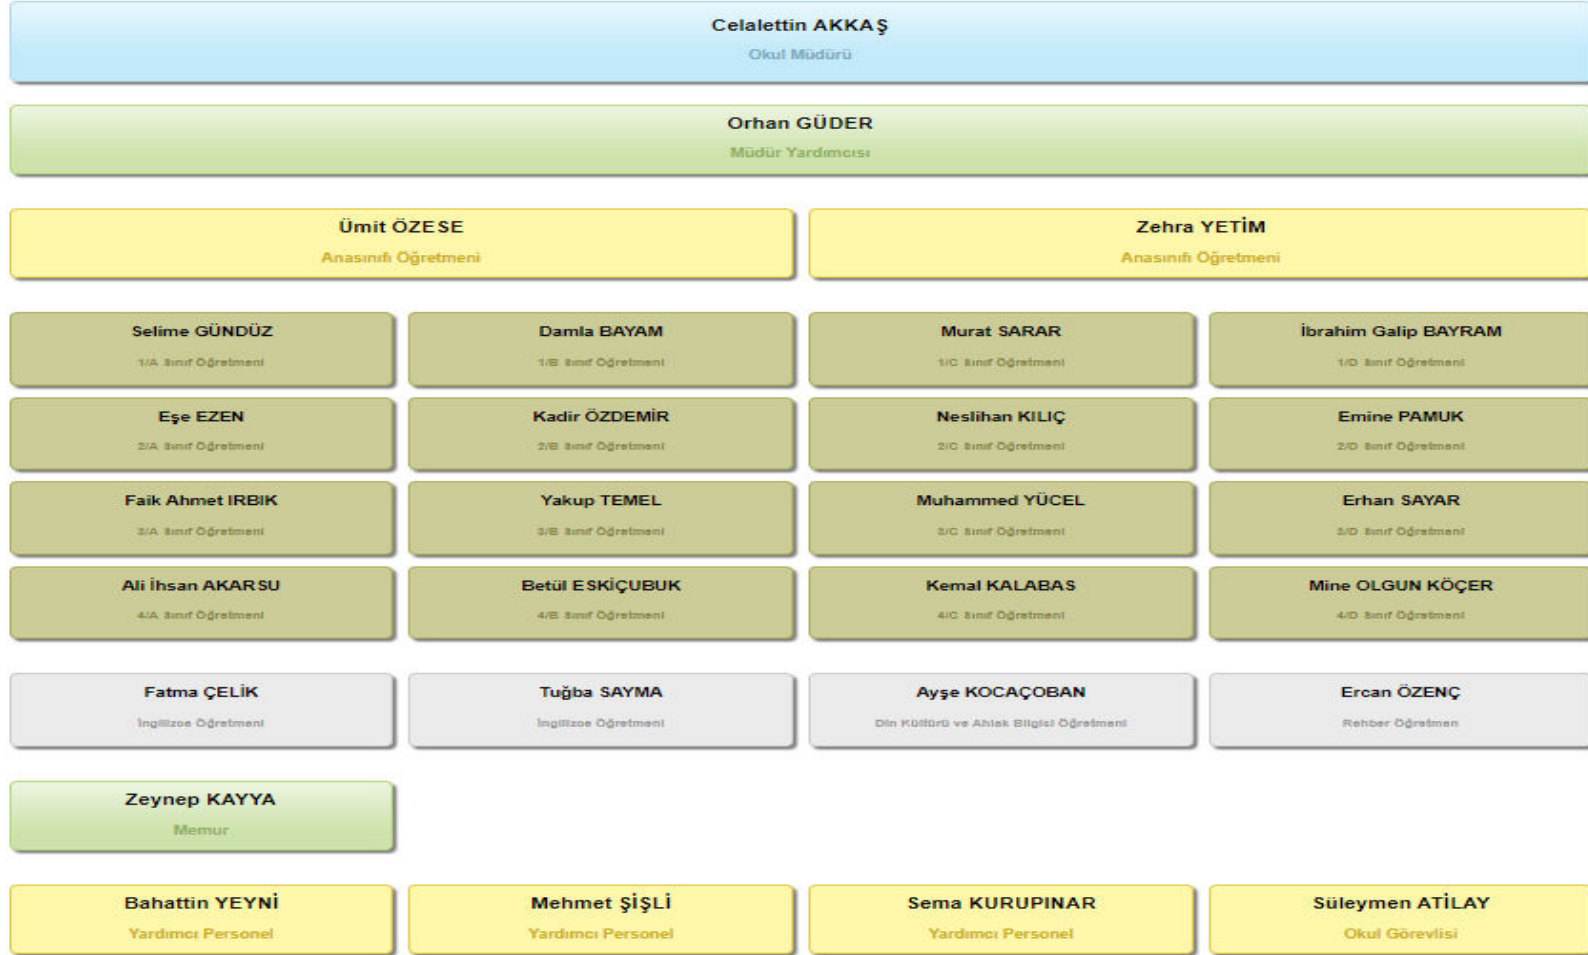 Celalettin AKKAŞ
Okul Müdürü
Orhan GÜDER
Müdür Yardımcısı
Ümit ÖZESE
Anasınıfı Öğretmeni
Zehra YETİM
Anasınıfı Öğretmeni
Selime GÜNDÜZ
1/A Sınıf Öğretmeni
Damla BAYAM
1/B Sınıf Öğretmeni
Murat SARAR
1/C Sınıf Öğretmeni
İbrahim Galip BAYRAM
1/D Sınıf Öğretmeni
Eşe EZEN
2/A Sınıf Öğretmeni
Kadir ÖZDEMİR
2/B Sınıf Öğretmeni
Neslihan KILIÇ
2/C Sınıf Öğretmeni
Emine PAMUK
2/D Sınıf Öğretmeni
Faik Ahmet IRBIK
3/A Sınıf Öğretmeni
Yakup TEMEL
3/B Sınıf Öğretmeni
Muhammed YÜCEL
3/C Sınıf Öğretmeni
Erhan SAYAR
3/D Sınıf Öğretmeni
Ali İhsan AKARSU
4/A Sınıf Öğretmeni
Betül ESKİÇUBUK
4/B Sınıf Öğretmeni
Kemal KALABAS
4/C Sınıf Öğretmeni
Mine OLGUN KÖÇER
4/D Sınıf Öğretmeni
Fatma ÇELİK
İngilizce Öğretmeni
Tuğba SAYMA
İngilizce Öğretmeni
Ayşe KOCAÇOBAN
Din Kültürü ve Ahlak Bilgisi Öğretmeni
Ercan ÖZENÇ
Rehber Öğretmen
Zeynep KAYYA
Memur
Bahattin YEYNİ
Yardımcı Personel
Mehmet ŞİŞLİ
Yardımcı Personel
Sema KURUPINAR
Yardımcı Personel
Süleymen ATİLAY
Okul Görevlisi